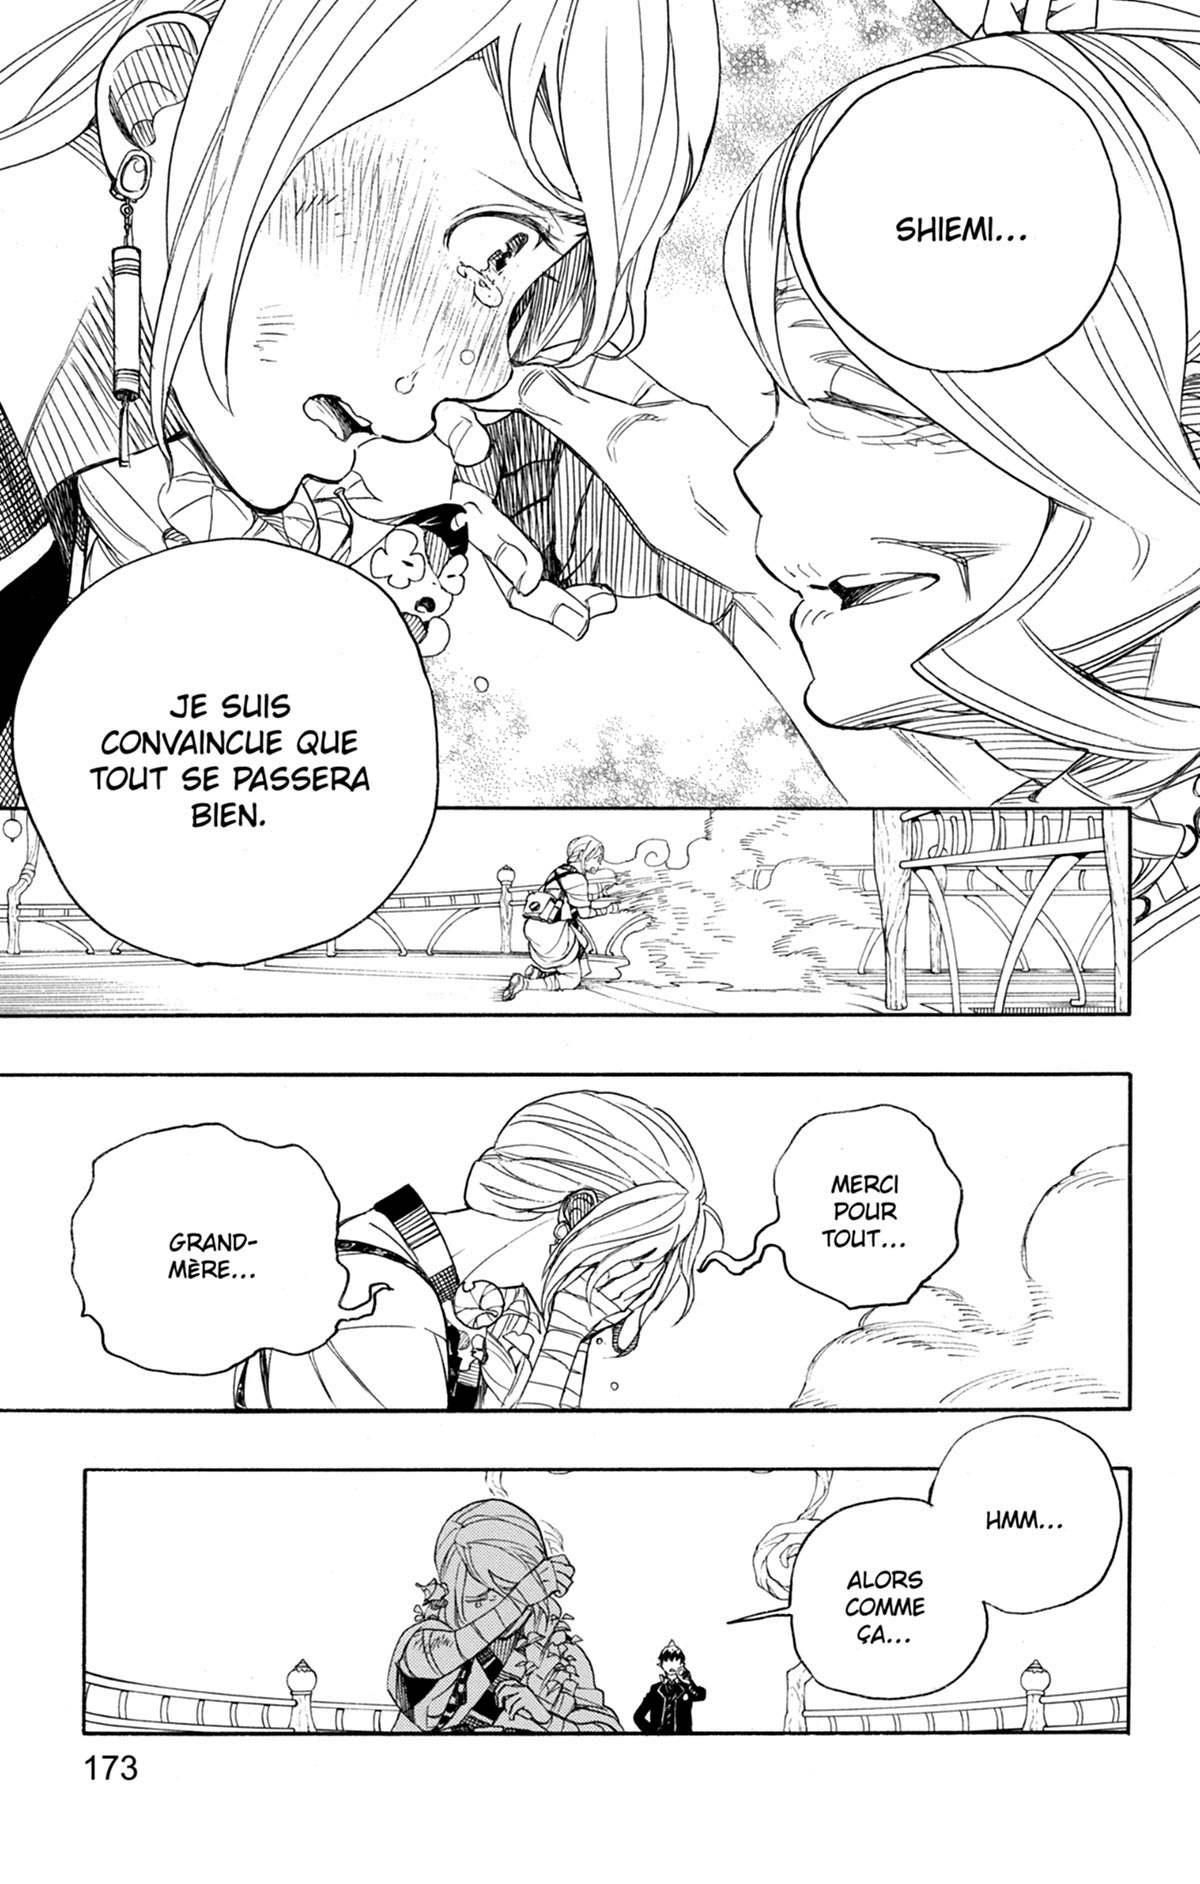 SHIEMI...
JE SUIS
CONVAINCUE QUE
TOUT SE PASSERA
BIEN.
GRAND-
MÈRE...
MERCI
POUR
TOUT...
HMM...
ALORS
COMME
ÇA...
173